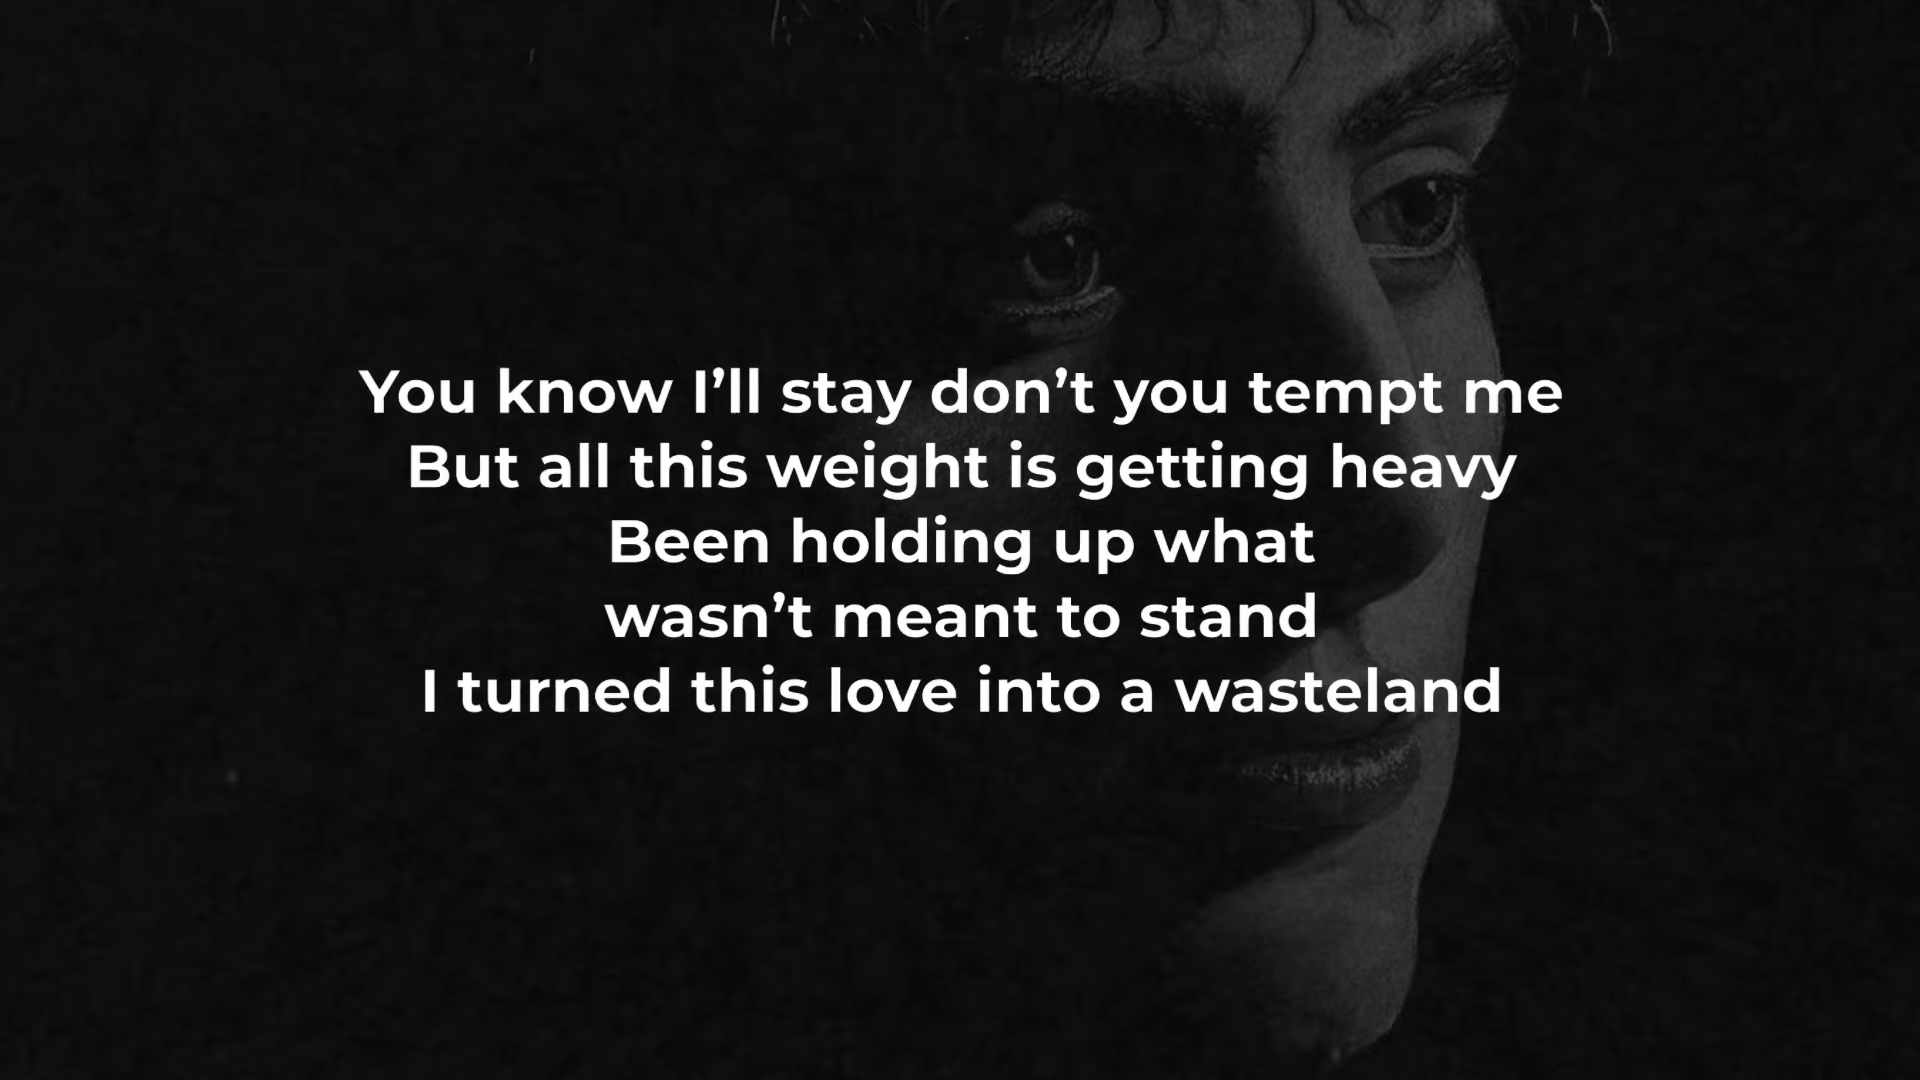 You know I’ll stay don’t you tempt me
But all this weight is getting heavy
Been holding up what
wasn’t meant to stand
I turned this love into a wasteland